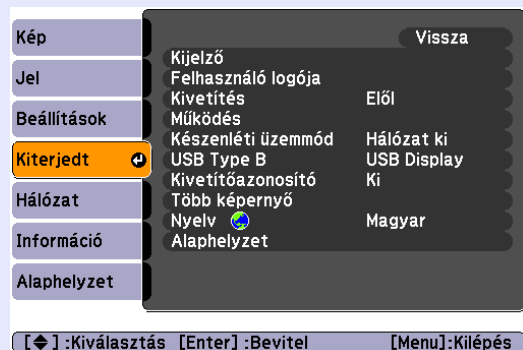 Kép
Jel
Beállítások
Kiterjedt
Hálózat
Információ
Alaphelyzet
Vissza
Kijelző
Felhasználó logója
Kivetítés Elől
Működés
Készenléti üzemmód Hálózat ki
USB Type B USB Display
Kivetítőazonosító Ki
Több képernyő
Nyelv Magyar
Alaphelyzet
[◆] :Kiválasztás [Enter] :Bevitel [Menu]:Kilépés